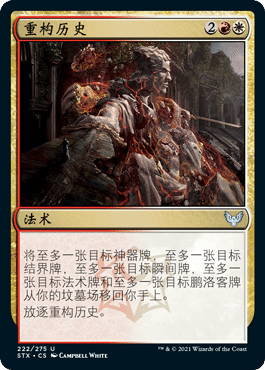 重构历史 2
法术
将至多一张目标神器牌，至多一张目标
结界牌，至多一张目标瞬间牌，至多一
张目标法术牌和至多一张目标鹏洛客牌
从你的坟墓场移回你手上。
放逐重构历史。
222/275 U
STX • CS CAMPBELL WHITE
™ & © 2021 Wizards of the Coast